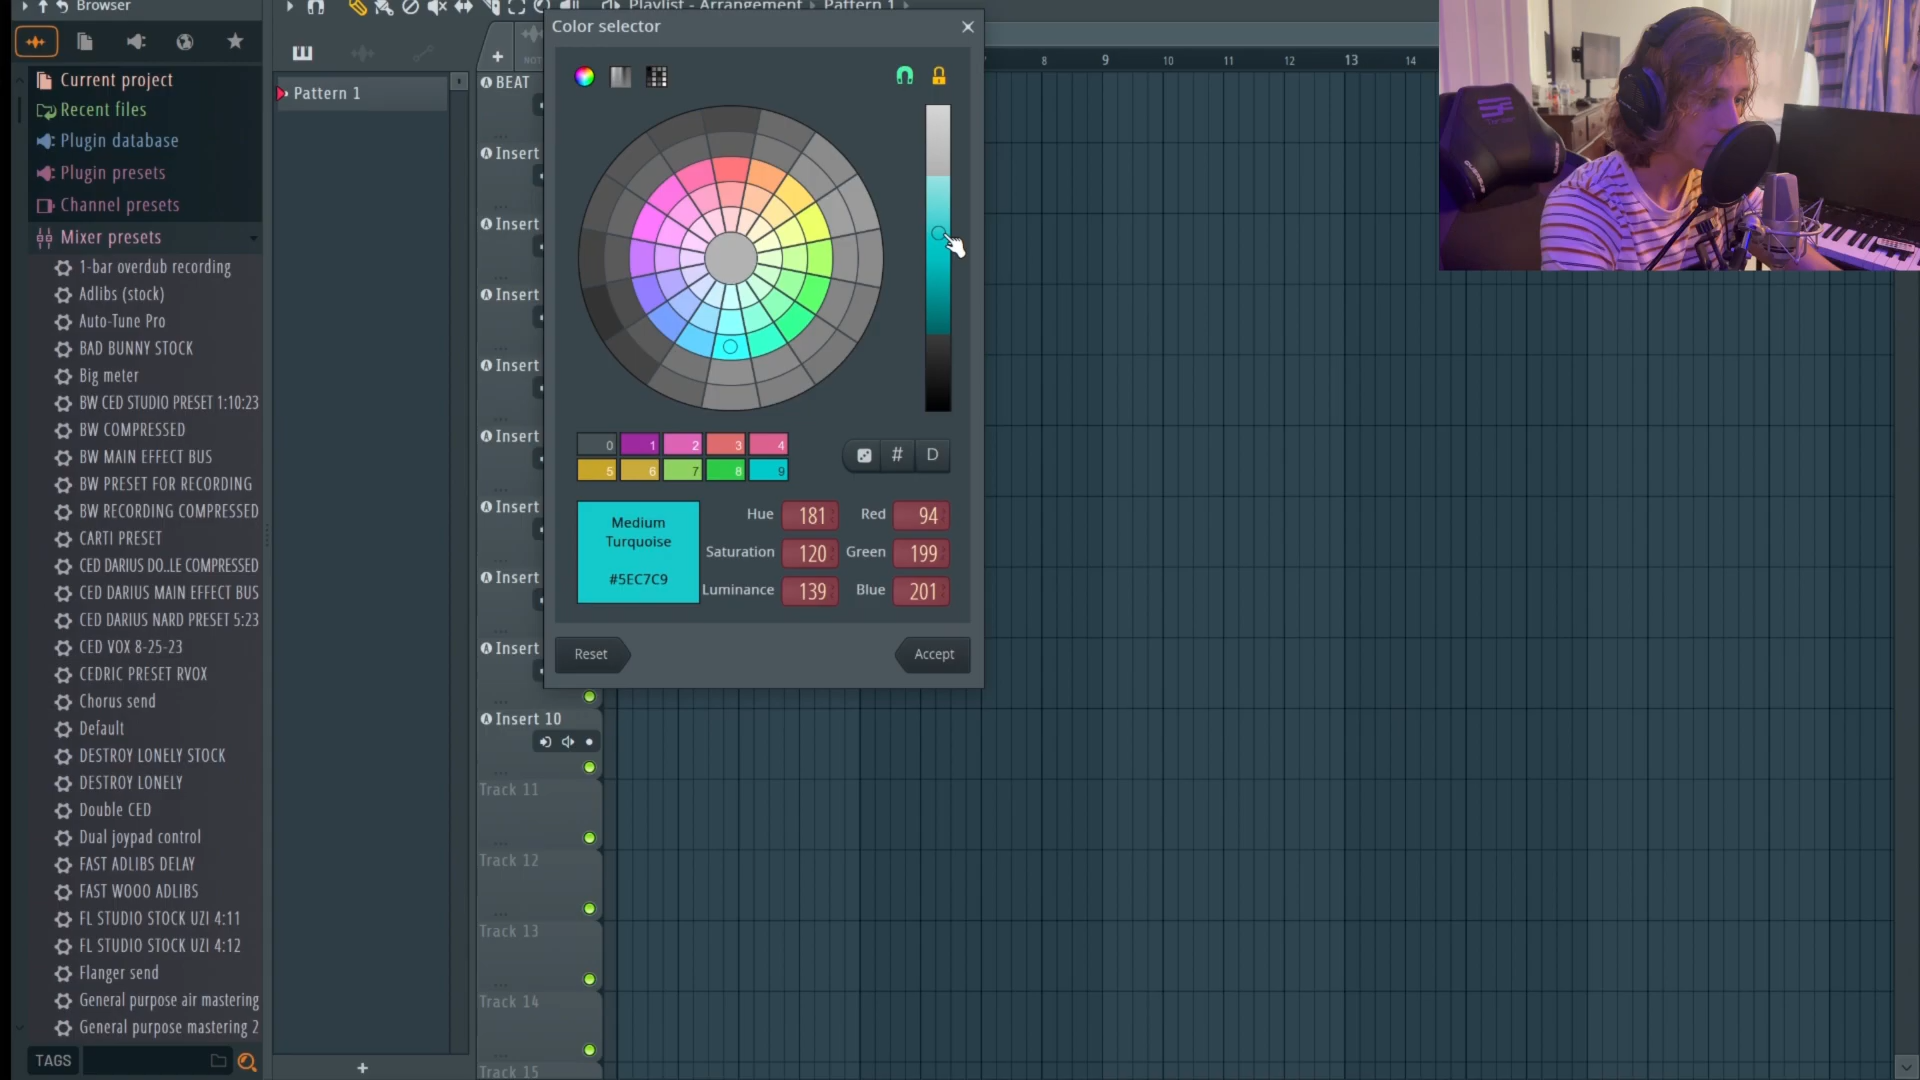 Browser
Playlist - Arrangement › Pattern 1 ›
Color selector
Current project
Recent files
Plugin database
Plugin presets
Channel presets
Mixer presets
1-bar overdub recording
Adlibs (stock)
Auto-Tune Pro
BAD BUNNY STOCK
Big meter
BW CED STUDIO PRESET 1:10:23
BW COMPRESSED
BW MAIN EFFECT BUS
BW PRESET FOR RECORDING
BW RECORDING COMPRESSED
CARTI PRESET
CED DARIUS DO..LE COMPRESSED
CED DARIUS MAIN EFFECT BUS
CED DARIUS NARD PRESET 5:23
CED VOX 8-25-23
CEDRIC PRESET RVOX
Chorus send
Default
DESTROY LONELY STOCK
DESTROY LONELY
Double CED
Dual joypad control
FAST ADLIBS DELAY
FAST WOOO ADLIBS
FL STUDIO STOCK UZI 4:11
FL STUDIO STOCK UZI 4:12
Flanger send
General purpose air mastering
General purpose mastering 2
TAGS
Pattern 1
+
+
NOT
BEAT
Insert
Insert
Insert
Insert
Insert
Insert
Insert
Insert
Insert 10
Track 11
Track 12
Track 13
Track 14
Track 15
8 9 10 11 12 13 14
0 1 2 3 4
5 6 7 8 9
# D
Medium
Turquoise
#5EC7C9
Hue 181 Red 94
Saturation 120 Green 199
Luminance 139 Blue 201
Reset Accept